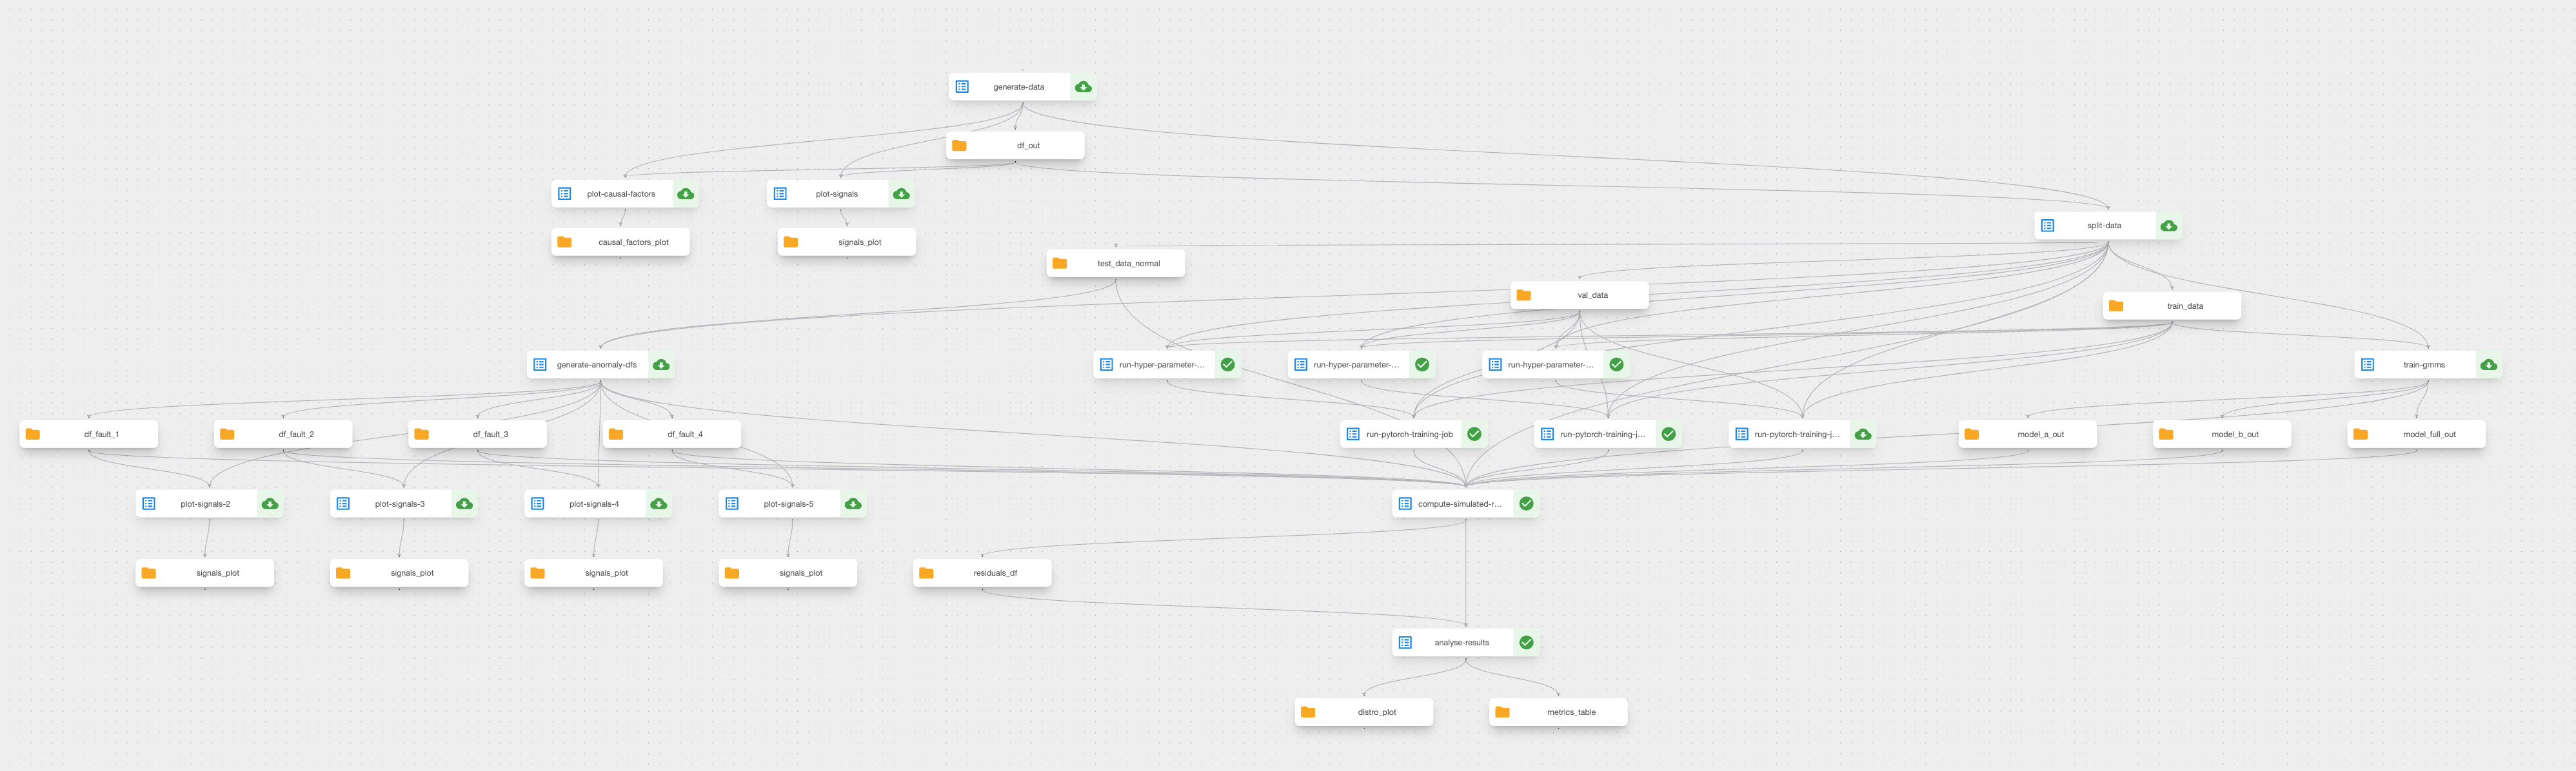 generate-data
df_out
plot-causal-factors
plot-signals
split-data
causal_factors_plot
signals_plot
test_data_normal
val_data
train_data
generate-anomaly-dfs
run-hyper-parameter-...
run-hyper-parameter-...
run-hyper-parameter-...
train-gmms
df_fault_1
df_fault_2
df_fault_3
df_fault_4
run-pytorch-training-job
run-pytorch-training-j...
run-pytorch-training-j...
model_a_out
model_b_out
model_full_out
plot-signals-2
plot-signals-3
plot-signals-4
plot-signals-5
compute-simulated-r...
signals_plot
signals_plot
signals_plot
signals_plot
residuals_df
analyse-results
distro_plot
metrics_table